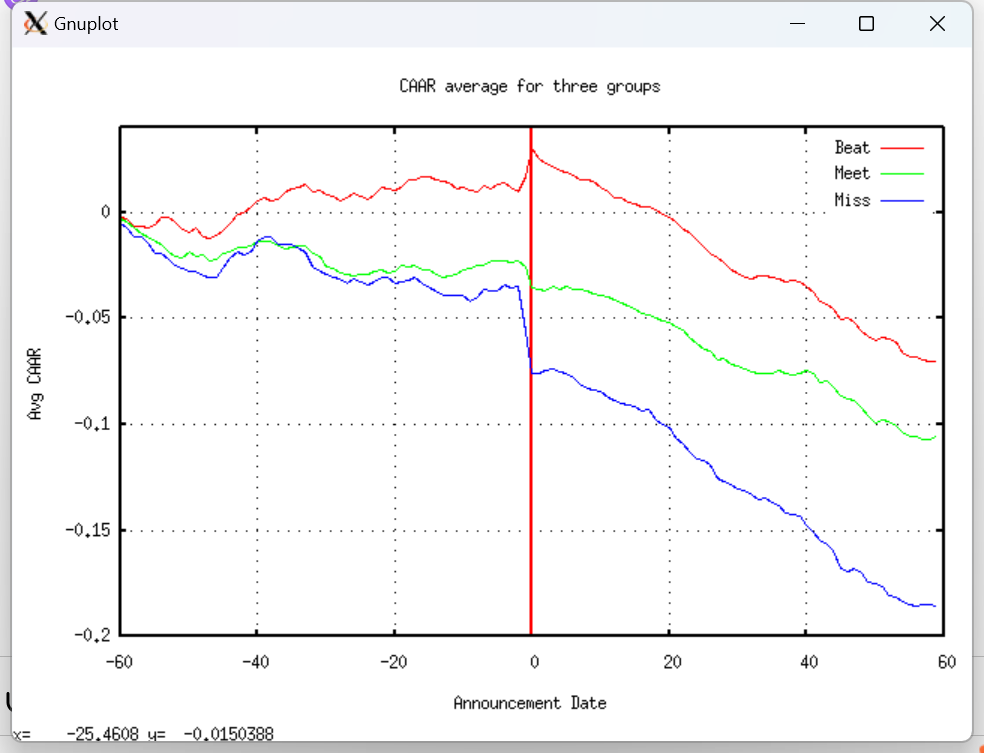 Gnuplot
CAAR average for three groups
Beat
Meet
Miss
0
-0.05
-0.1
-0.15
-0.2
Avg CAAR
-60 -40 -20 0 20 40 60
Announcement Date
x= -25.4608 y= -0.0150388